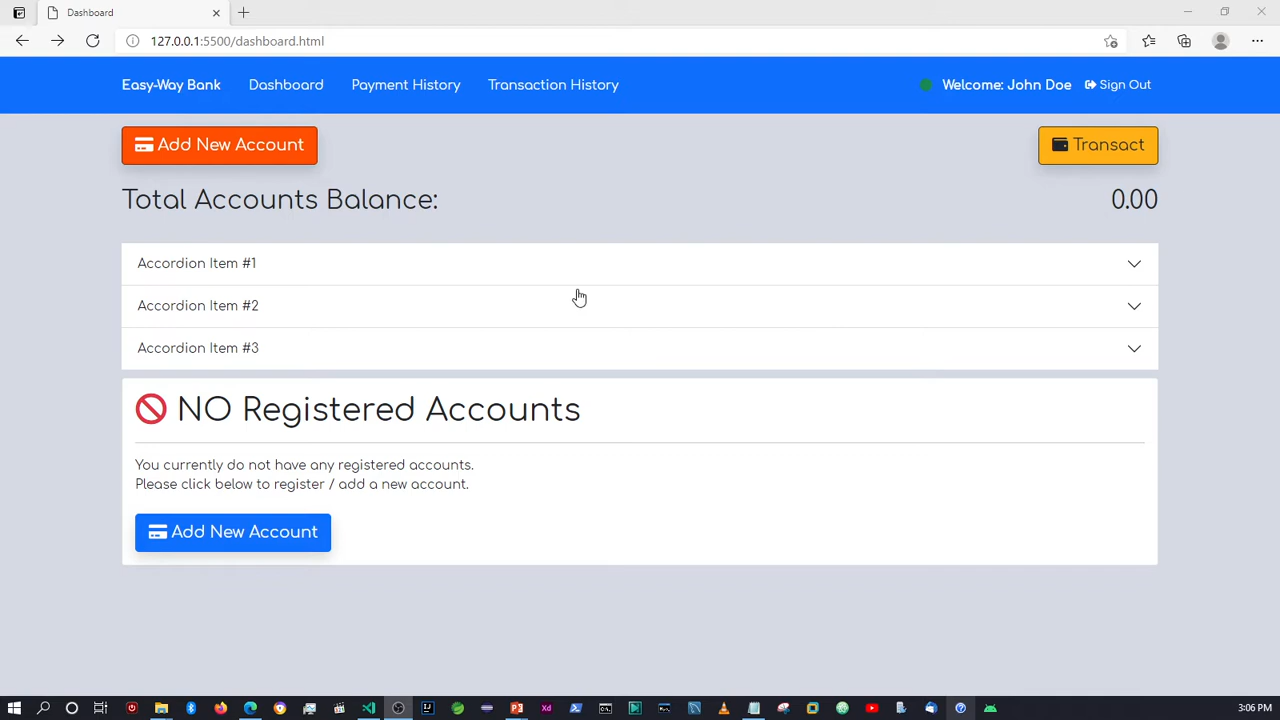 Dashboard
127.0.0.1:5500/dashboard.html
Easy-Way Bank Dashboard Payment History Transaction History Welcome: John Doe Sign Out
Add New Account Transact
Total Accounts Balance: 0.00
Accordion Item #1
Accordion Item #2
Accordion Item #3
NO Registered Accounts
You currently do not have any registered accounts.
Please click below to register / add a new account.
Add New Account
3:06 PM